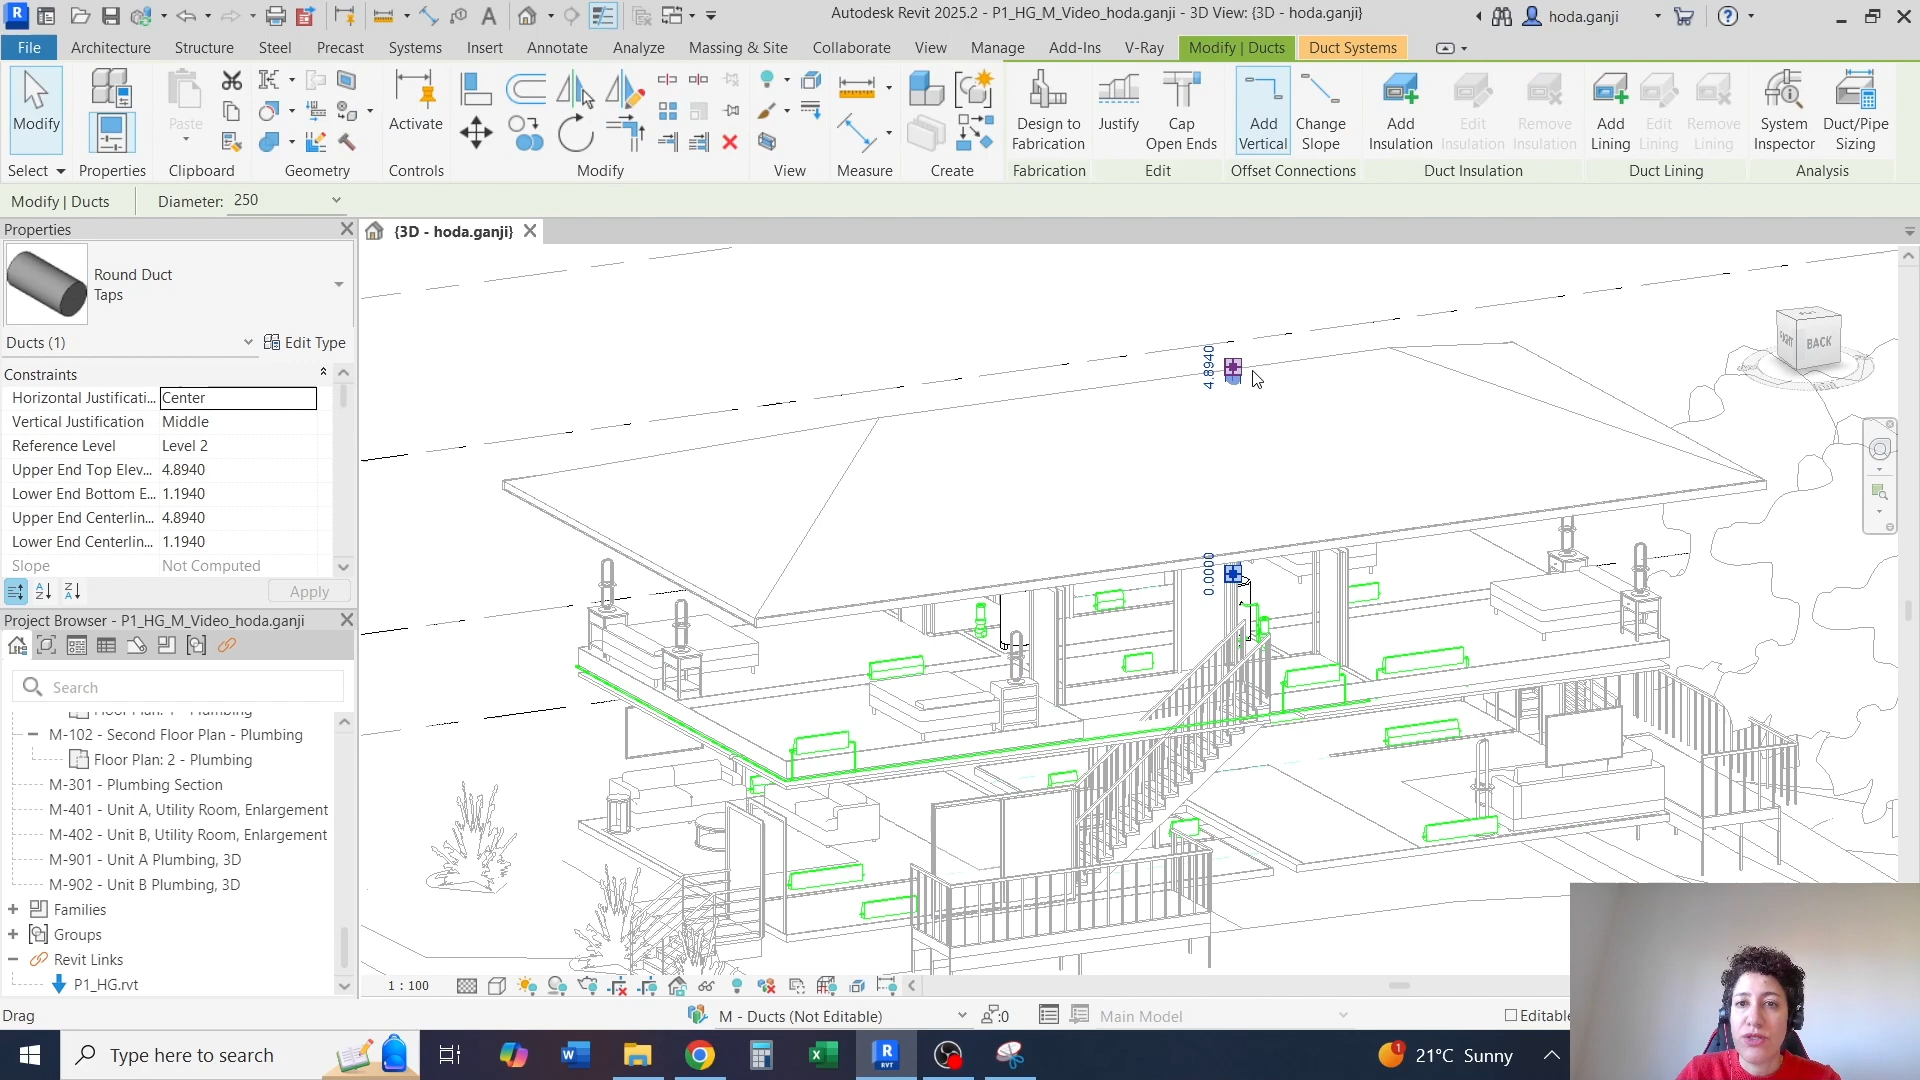 Autodesk Revit 2025.2 - P1_HG_M_Video_hoda.ganji - 3D View: {3D - hoda.ganji}
hoda.ganji
File Architecture Structure Steel Precast Systems Insert Annotate Analyze Massing & Site Collaborate View Manage Add-Ins V-Ray Modify | Ducts Duct Systems
Modify Paste Activate Design to Fabrication Justify Cap Open Ends Add Vertical Change Slope Add Insulation Edit Insulation Remove Insulation Add Lining Edit Lining Remove Lining System Inspector Duct/Pipe Sizing
Select Properties Clipboard Geometry Controls Modify View Measure Create Fabrication Edit Offset Connections Duct Insulation Duct Lining Analysis
Modify | Ducts Diameter: 250
Properties
{3D - hoda.ganji}
Round Duct
Taps
Ducts (1) Edit Type
Constraints
Horizontal Justificati... Center
Vertical Justification Middle
Reference Level Level 2
Upper End Top Elev... 4.8940
Lower End Bottom E... 1.1940
Upper End Centerlin... 4.8940
Lower End Centerlin... 1.1940
Slope Not Computed
Apply
Project Browser - P1_HG_M_Video_hoda.ganji
Search
Floor Plan: 1 - Plumbing
M-102 - Second Floor Plan - Plumbing
Floor Plan: 2 - Plumbing
M-301 - Plumbing Section
M-401 - Unit A, Utility Room, Enlargement
M-402 - Unit B, Utility Room, Enlargement
M-901 - Unit A Plumbing, 3D
M-902 - Unit B Plumbing, 3D
Families
Groups
Revit Links
P1_HG.rvt
4.8940
0.0000
RIGHT
BACK
1 : 100
Drag
M - Ducts (Not Editable)
:0
Main Model
Editable
Type here to search
21°C Sunny